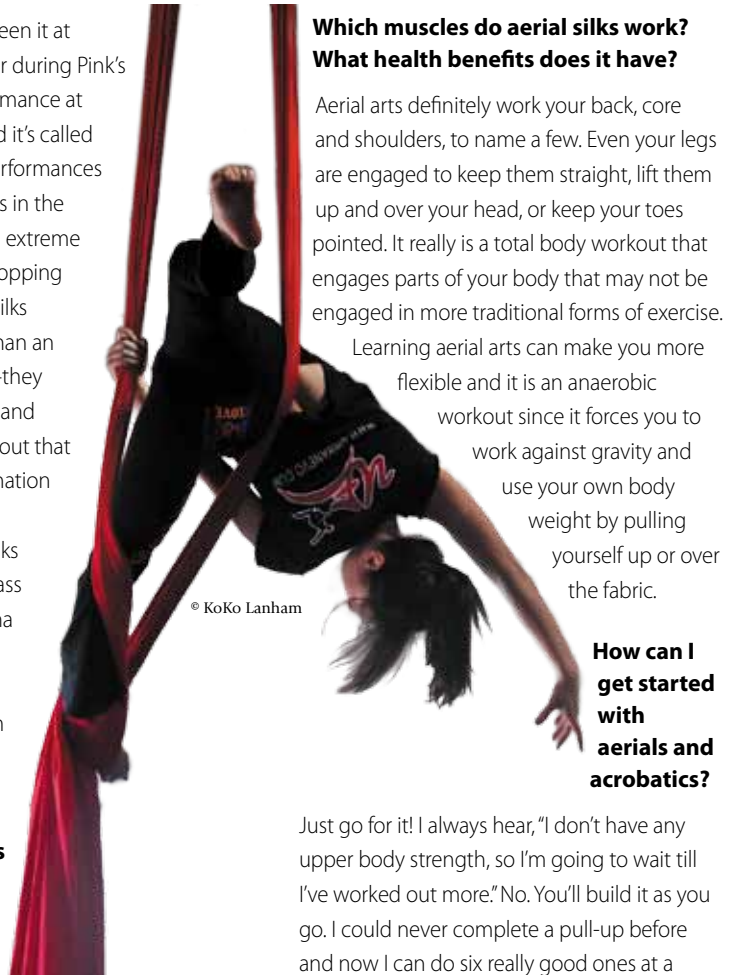 een it at
r during Pink's
mance at
d it's called
rformances
s in the
extreme
opping
ilks
han an
they
and
out that
nation
ks
ass
na
n
s
© KoKo Lanham
Which muscles do aerial silks work?
What health benefits does it have?
Aerial arts definitely work your back, core
and shoulders, to name a few. Even your legs
are engaged to keep them straight, lift them
up and over your head, or keep your toes
pointed. It really is a total body workout that
engages parts of your body that may not be
engaged in more traditional forms of exercise.
Learning aerial arts can make you more
flexible and it is an anaerobic
workout since it forces you to
work against gravity and
use your own body
weight by pulling
yourself up or over
the fabric.
How can I
get started
with
aerials and
acrobatics?
Just go for it! I always hear, “I don’t have any
upper body strength, so I’m going to wait till
I’ve worked out more.” No. You’ll build it as you
go. I could never complete a pull-up before
and now I can do six really good ones at a